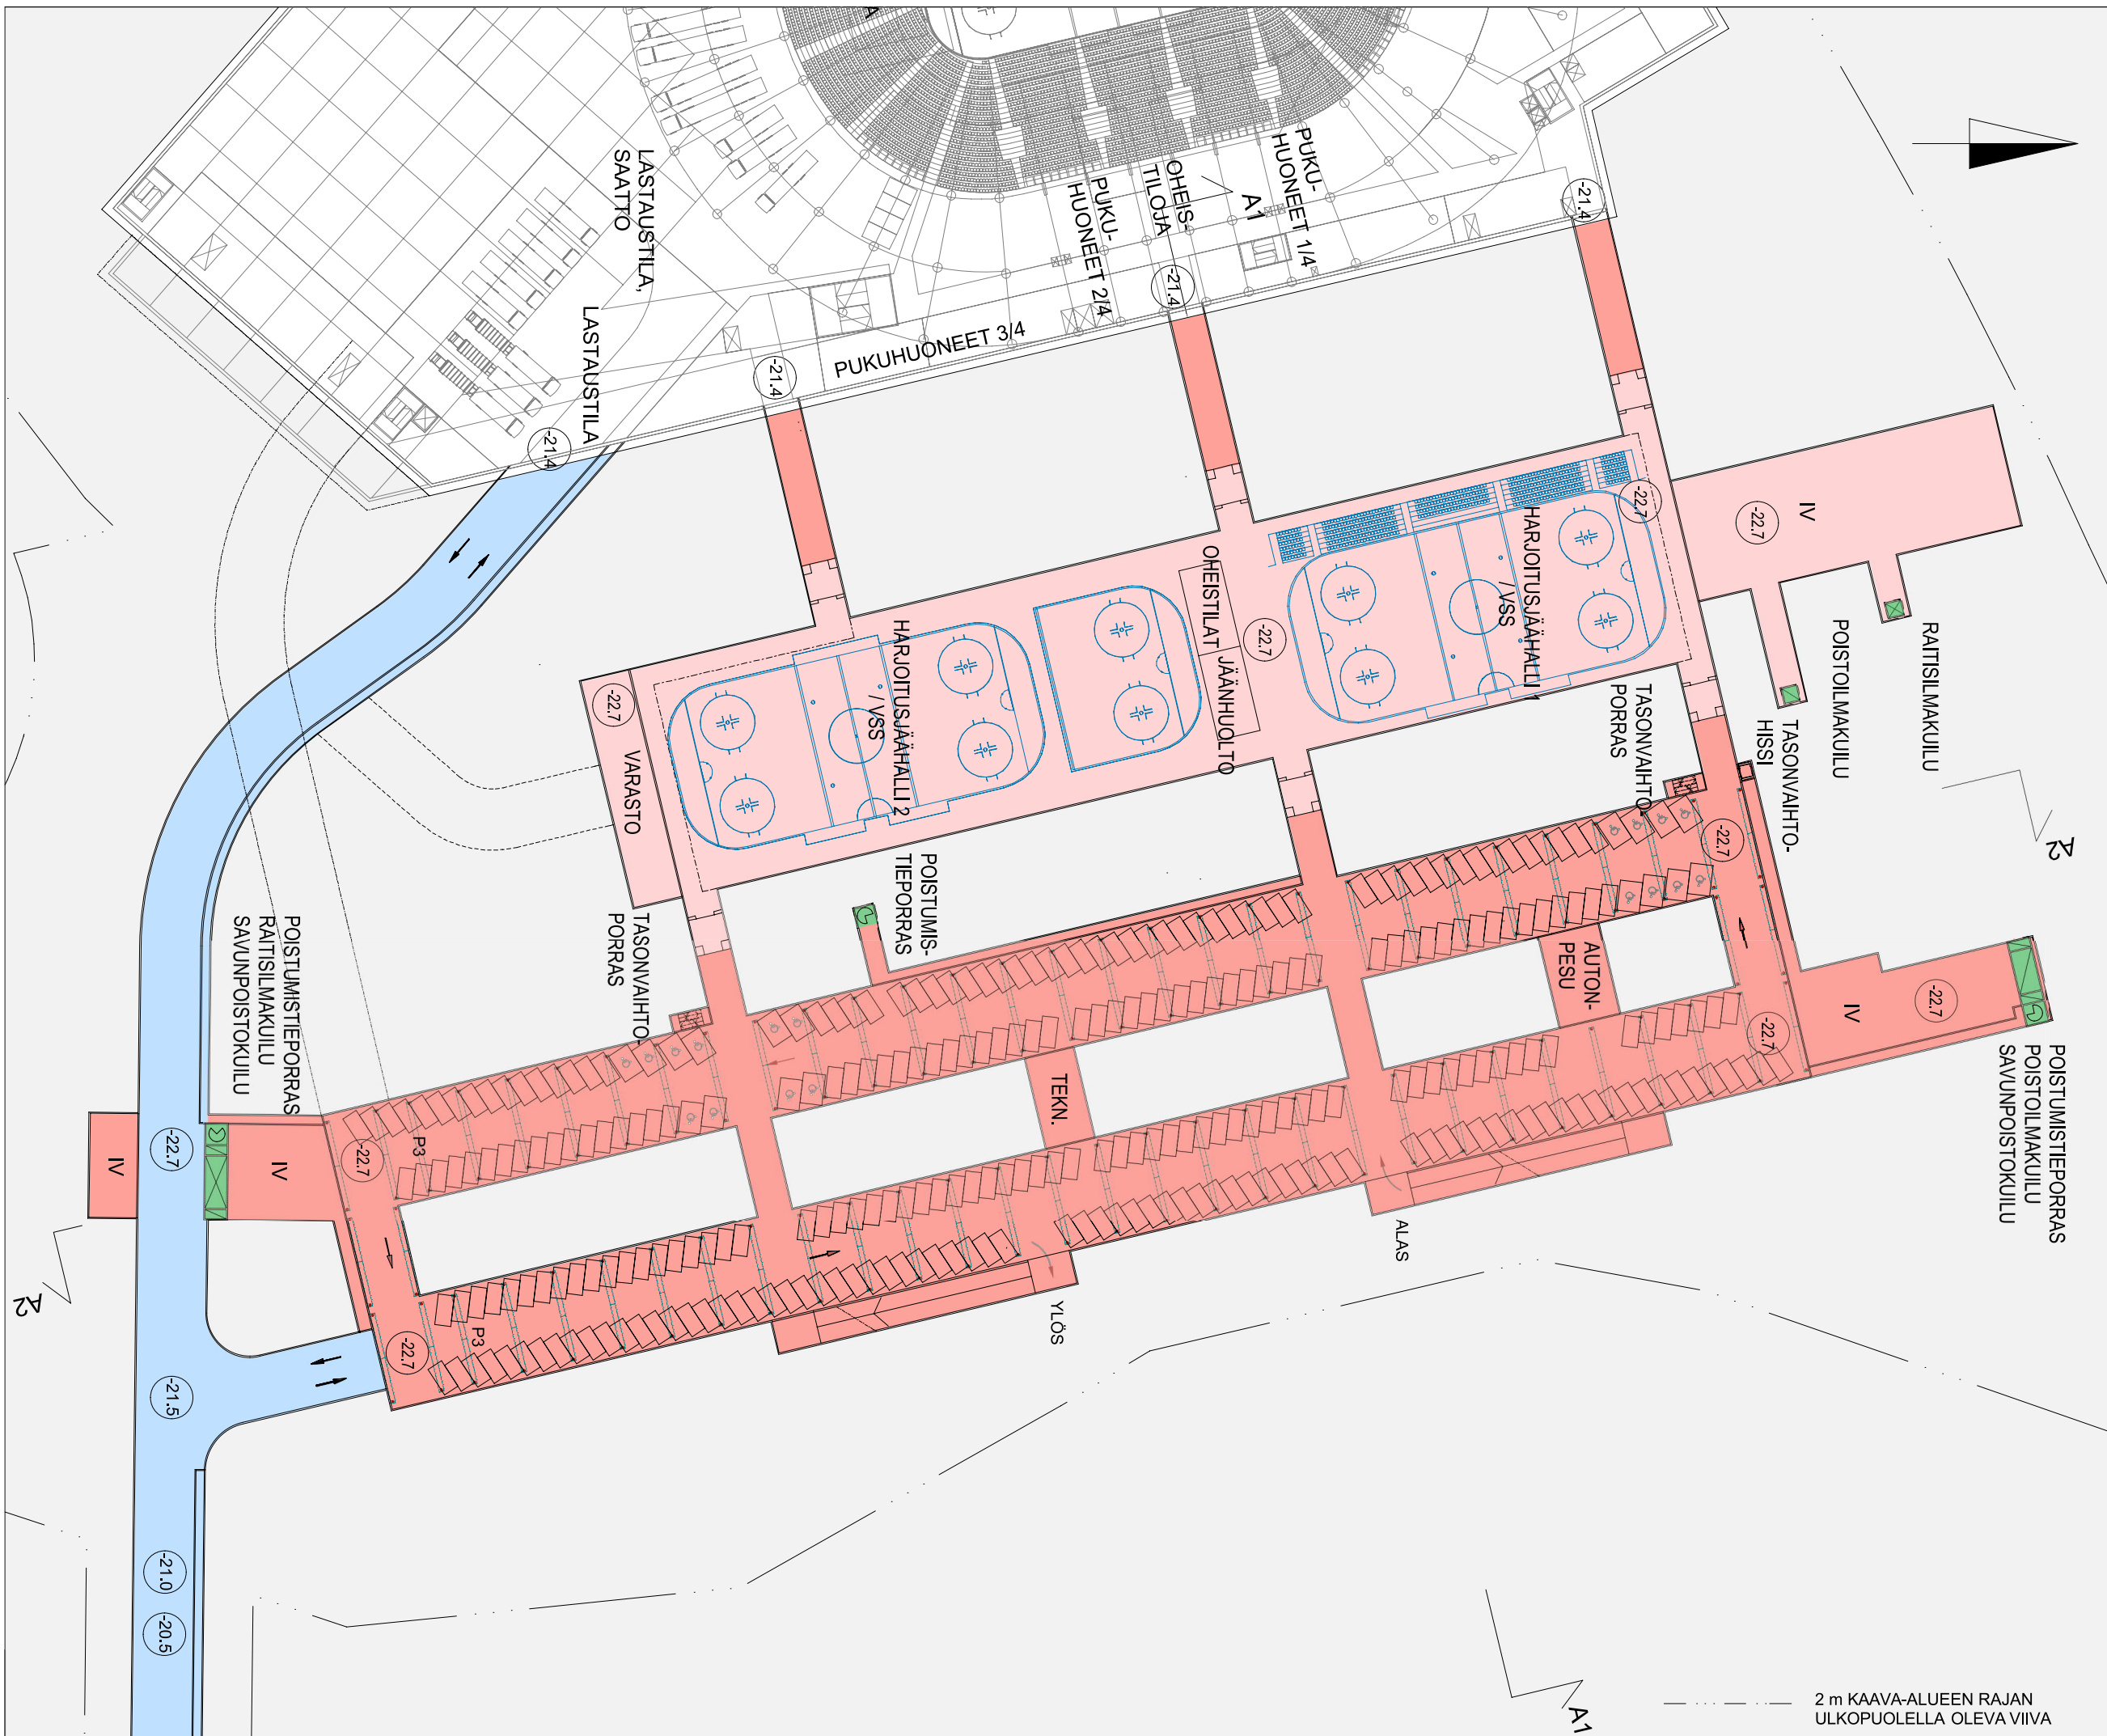 A
LASTAUSTILA,
SAATTO
LASTAUSTILA
PUKU-
HUONEET 1/4
OHEIS-
TILOJA
A1
PUKU-
HUONEET 2/4
PUKUHUONEET 3/4
-21.4
-21.4
-21.4
-21.4
IV
-22.7
-22.7
HARJOITUSJÄÄHALLI 1
/ VSS
OHEISTILAT
JÄÄNHUOLTO
-22.7
HARJOITUSJÄÄHALLI 2
/ VSS
-22.7
VARASTO
RAITISILMAKUILU
POISTOILMAKUILU
TASONVAIHTO-
HISSI
TASONVAIHTO-
PORRAS
A2
-22.7
POISTUMIS-
TIEPORRAS
TASONVAIHTO-
PORRAS
AUTON-
PESU
-22.7
IV
-22.7
POISTUMISTIEPORRAS
POISTOILMAKUILU
SAVUNPOISTOKUILU
POISTUMISTIEPORRAS
RAITISILMAKUILU
SAVUNPOISTOKUILU
TEKN.
IV
-22.7
IV
-22.7
P3
ALAS
YLÖS
P3
-22.7
A2
-21.5
-21.0
-20.5
A1
2 m KAAVA-ALUEEN RAJAN
ULKOPUOLELLA OLEVA VIIVA